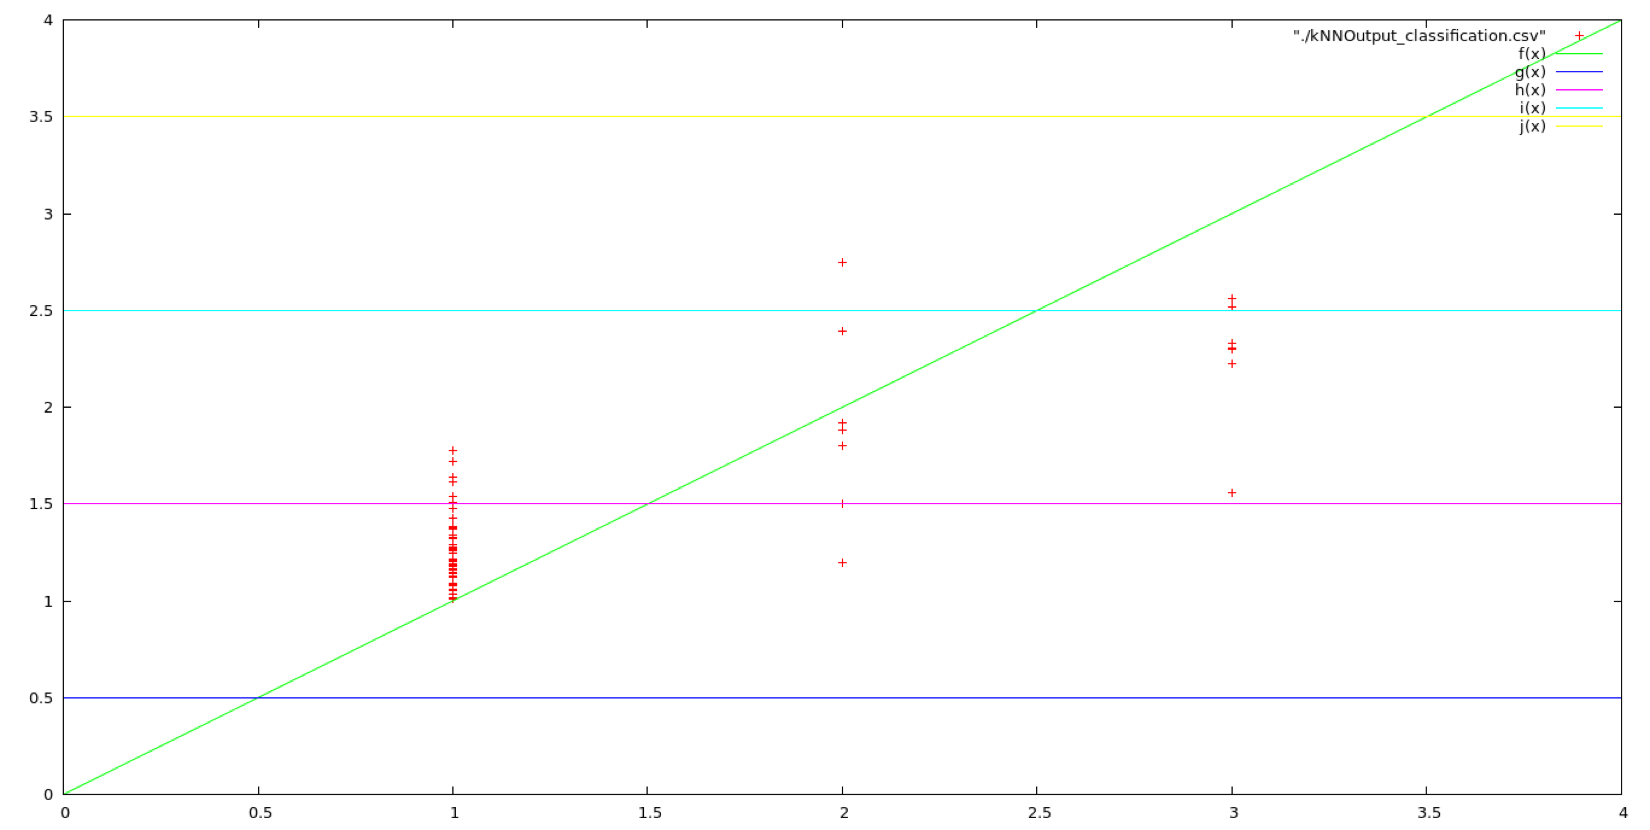 4
3.5
3
2.5
2
1.5
1
0.5
0
0 0.5 1 1.5 2 2.5 3 3.5 4
"./kNNOutput_classification.csv"
f(x)
g(x)
h(x)
i(x)
j(x)